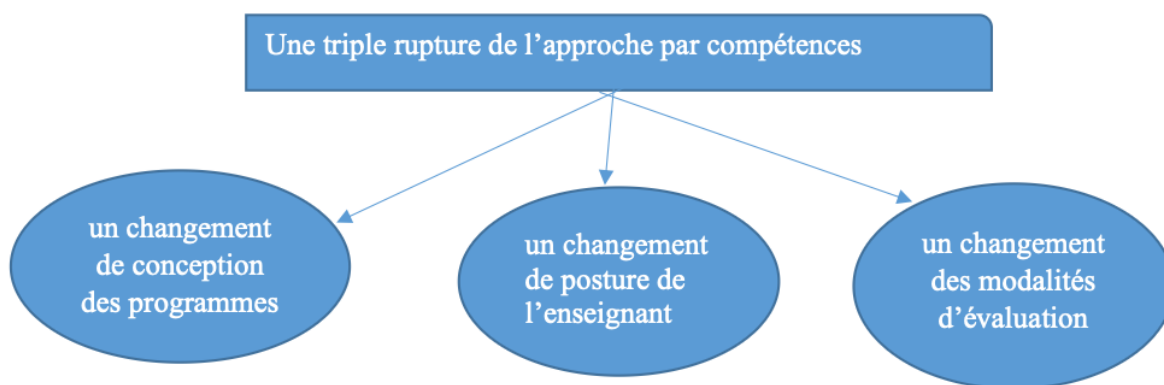 Une triple rupture de l’approche par compétences
un changement
de conception
des programmes
un changement
de posture de
l’enseignant
un changement
des modalités
d’évaluation